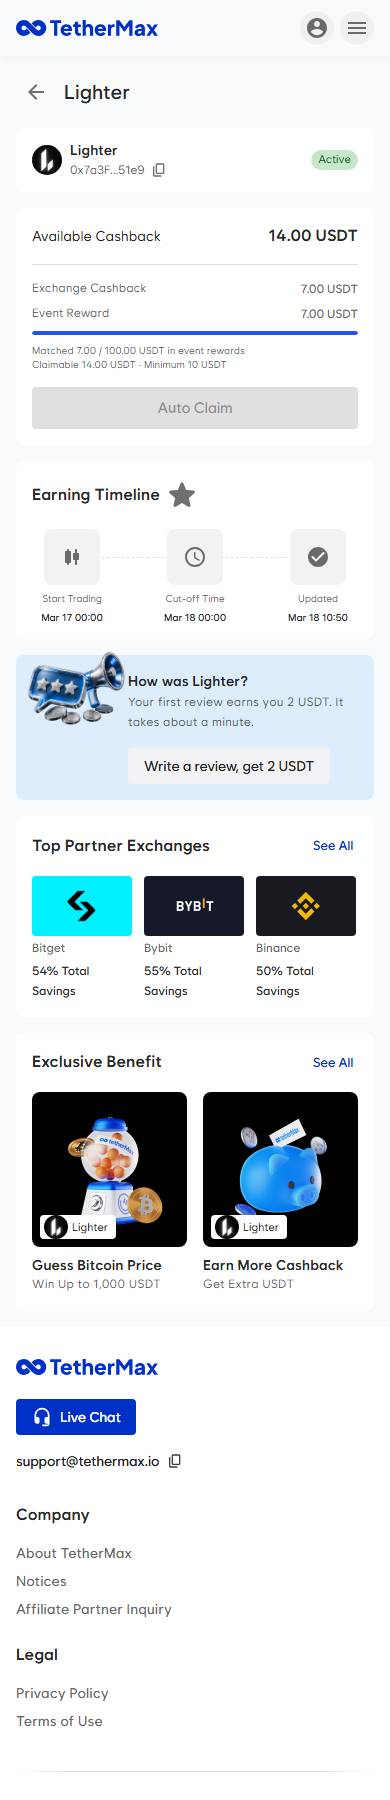 TetherMax
Lighter
Lighter
0x7a3F...51e9
Active
Available Cashback
14.00 USDT
Exchange Cashback
7.00 USDT
Event Reward
7.00 USDT
Matched 7.00 / 100.00 USDT in event rewards
Claimable 14.00 USDT · Minimum 10 USDT
Auto Claim
Earning Timeline
Start Trading
Cut-off Time
Updated
Mar 17 00:00
Mar 18 00:00
Mar 18 10:50
How was Lighter?
Your first review earns you 2 USDT. It
takes about a minute.
Write a review, get 2 USDT
Top Partner Exchanges
See All
BYBIT
Bitget
Bybit
Binance
54% Total
Savings
55% Total
Savings
50% Total
Savings
Exclusive Benefit
See All
TetherMax
Lighter
Lighter
Guess Bitcoin Price
Win Up to 1,000 USDT
Earn More Cashback
Get Extra USDT
TetherMax
Live Chat
support@tethermax.io
Company
About TetherMax
Notices
Affiliate Partner Inquiry
Legal
Privacy Policy
Terms of Use